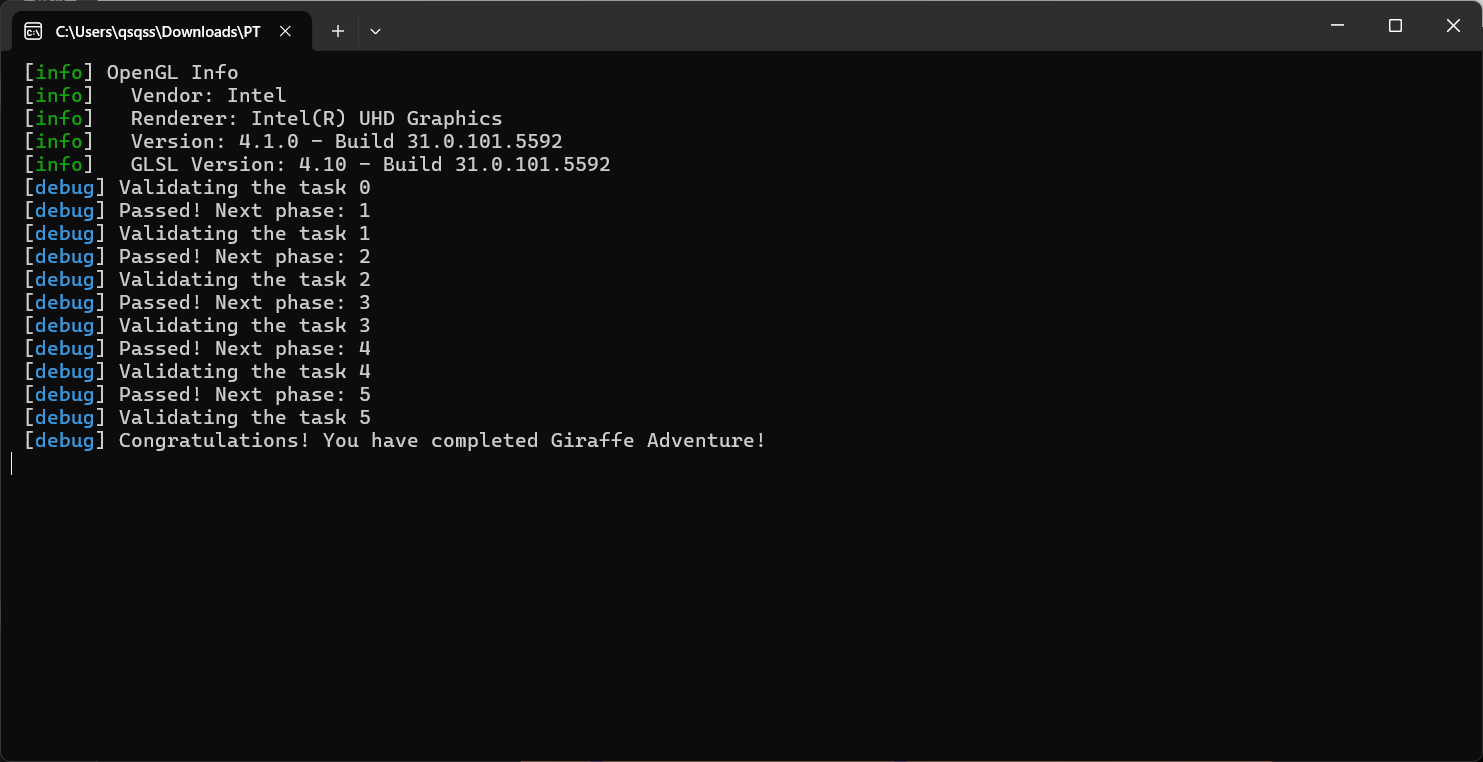 C:\Users\qsqss\Downloads\PT
[info] OpenGL Info
[info]   Vendor: Intel
[info]   Renderer: Intel(R) UHD Graphics
[info]   Version: 4.1.0 - Build 31.0.101.5592
[info]   GLSL Version: 4.10 - Build 31.0.101.5592
[debug] Validating the task 0
[debug] Passed! Next phase: 1
[debug] Validating the task 1
[debug] Passed! Next phase: 2
[debug] Validating the task 2
[debug] Passed! Next phase: 3
[debug] Validating the task 3
[debug] Passed! Next phase: 4
[debug] Validating the task 4
[debug] Passed! Next phase: 5
[debug] Validating the task 5
[debug] Congratulations! You have completed Giraffe Adventure!